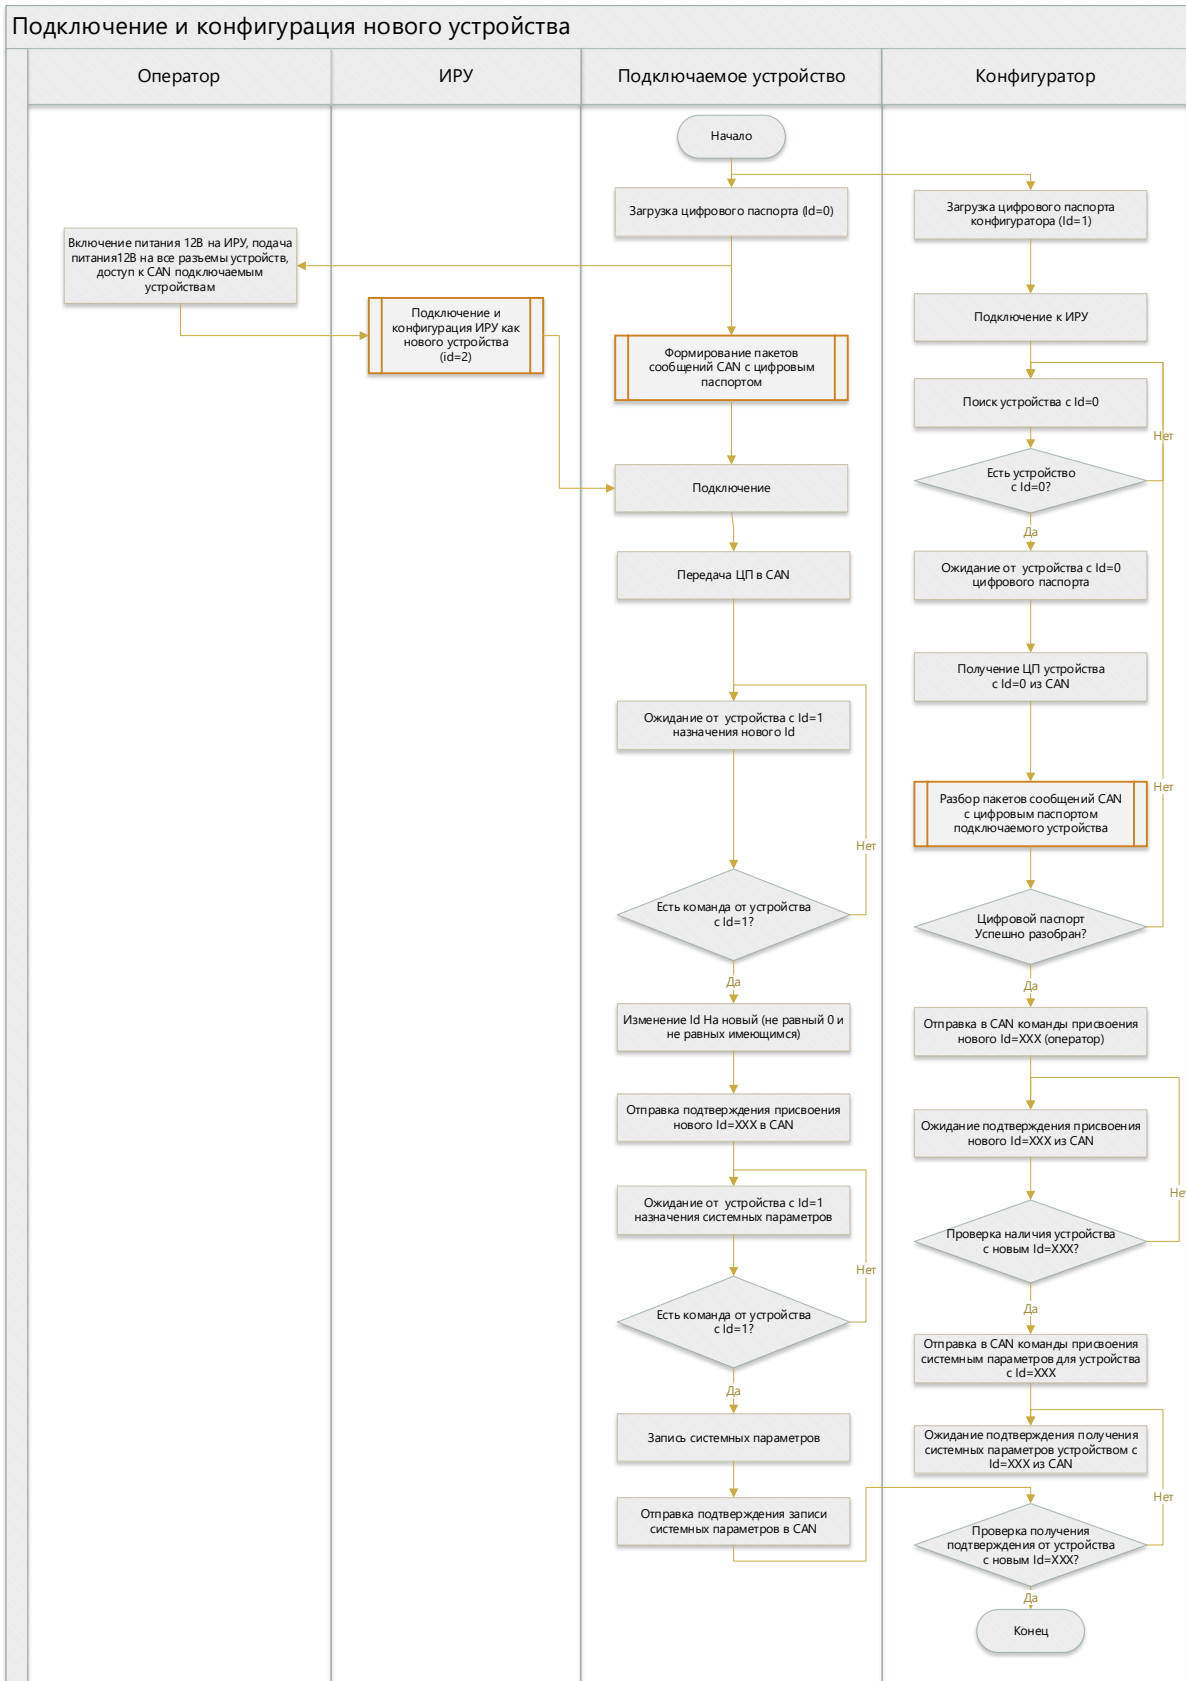 Подключение и конфигурация нового устройства
Оператор
ИРУ
Подключаемое устройство
Конфигуратор
Начало
Загрузка цифрового паспорта (Id=0)
Загрузка цифрового паспорта
конфигуратора (Id=1)
Включение питания 12В на ИРУ, подача
питания12В на все разъемы устройств,
доступ к CAN подключаемым
устройствам
Подключение и
конфигурация ИРУ как
нового устройства
(id=2)
Подключение к ИРУ
Формирование пакетов
сообщений CAN с цифровым
паспортом
Поиск устройства с Id=0
Нет
Есть устройство
с Id=0?
Подключение
Да
Передача ЦП в CAN
Ожидание от  устройства с Id=0
цифрового паспорта
Получение ЦП устройства
с Id=0 из CAN
Ожидание от  устройства с Id=1
назначения нового Id
Нет
Разбор пакетов сообщений CAN
с цифровым паспортом
подключаемого устройства
Нет
Есть команда от устройства
с Id=1?
Цифровой паспорт
Успешно разобран?
Да
Да
Изменение Id На новый (не равный 0 и
не равных имеющимся)
Отправка в CAN команды присвоения
нового Id=XXX (оператор)
Отправка подтверждения присвоения
нового Id=XXX в CAN
Ожидание подтверждения присвоения
нового Id=XXX из CAN
Ожидание от  устройства с Id=1
назначения системных параметров
Нет
Проверка наличия устройства
с новым Id=XXX?
Нет
Есть команда от устройства
с Id=1?
Да
Отправка в CAN команды присвоения
системным параметров для устройства
с Id=XXX
Да
Запись системных параметров
Ожидание подтверждения получения
системных параметров устройством с
Id=XXX из CAN
Нет
Отправка подтверждения записи
системных параметров в CAN
Проверка получения
подтверждения от устройства
с новым Id=XXX?
Да
Конец